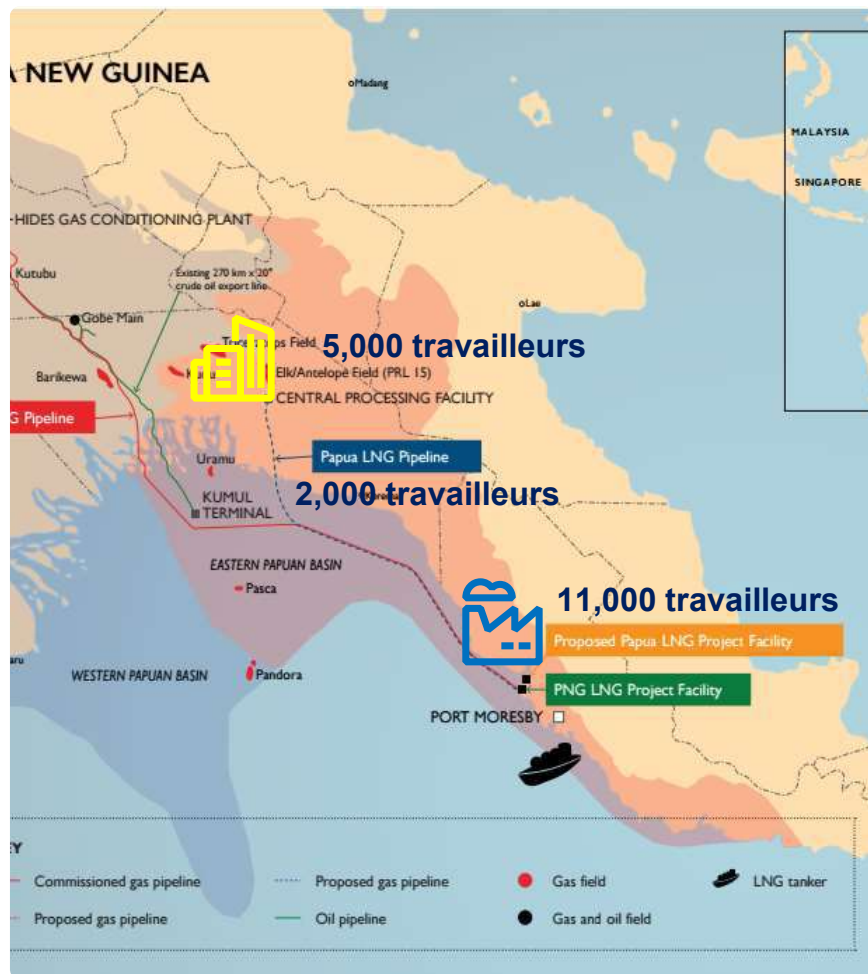 A NEW GUINEA
Madang
MALAYSIA
SINGAPORE
HIDES GAS CONDITIONING PLANT
Kutubu
Existing 270 km x 20"
crude oil export line
Lae
Gobe Main
Field
5,000 travailleurs
Barikewa
Elk/Antelope Field (PRL 15)
CENTRAL PROCESSING FACILITY
G Pipeline
Uramu
Papua LNG Pipeline
2,000 travailleurs
KUMUL
TERMINAL
EASTERN PAPUAN BASIN
Pasca
11,000 travailleurs
Proposed Papua LNG Project Facility
WESTERN PAPUAN BASIN
Pandora
PNG LNG Project Facility
PORT MORESBY
EY
Commissioned gas pipeline
Proposed gas pipeline
Gas field
LNG tanker
Proposed gas pipeline
Oil pipeline
Gas and oil field